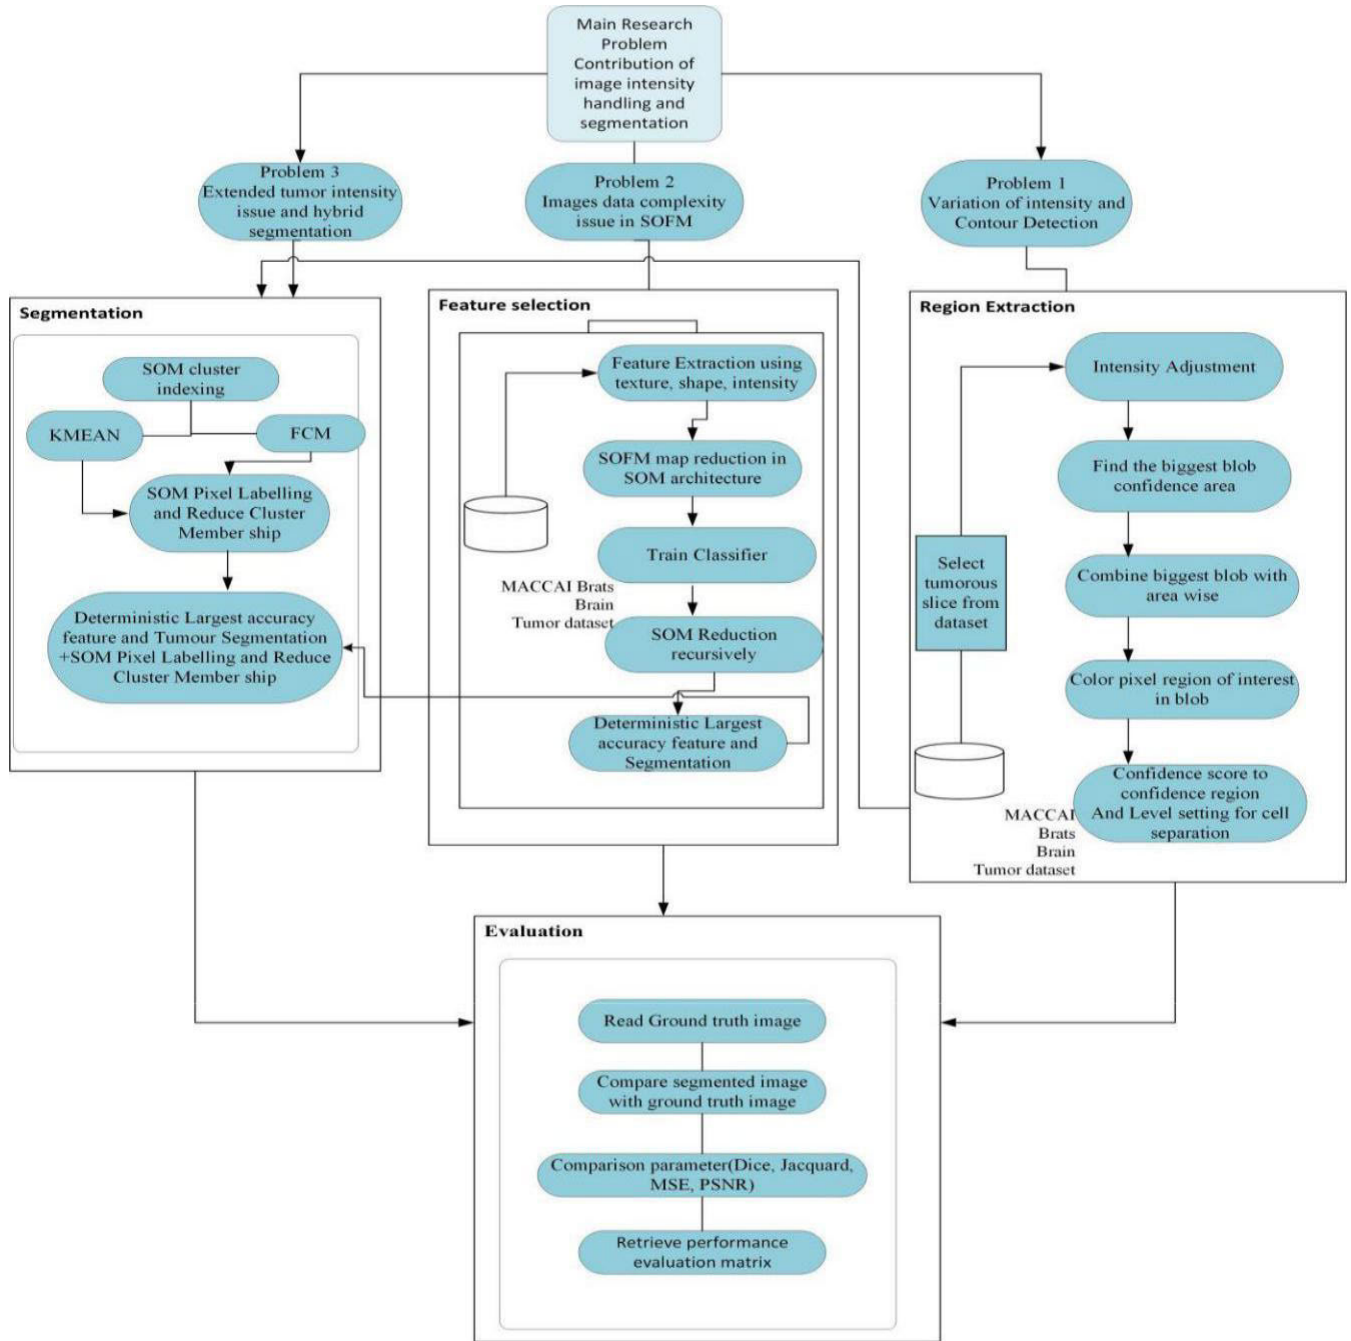 Main Research
Problem
Contribution of
image intensity
handling and
segmentation
Problem 3
Extended tumor intensity
issue and hybrid
segmentation
Problem 2
Images data complexity
issue in SOFM
Problem 1
Variation of intensity and
Contour Detection
Segmentation
SOM cluster
indexing
KMEAN
FCM
SOM Pixel Labelling
and Reduce Cluster
Member ship
Deterministic Largest accuracy
feature and Tumour Segmentation
+SOM Pixel Labelling and Reduce
Cluster Member ship
Feature selection
Feature Extraction using
texture, shape, intensity
SOFM map reduction in
SOM architecture
Train Classifier
MACCAI Brats
Brain
Tumor dataset
SOM Reduction
recursively
Deterministic Largest
accuracy feature and
Segmentation
Region Extraction
Intensity Adjustment
Find the biggest blob
confidence area
Select
tumorous
slice from
dataset
Combine biggest blob with
area wise
Color pixel region of interest
in blob
Confidence score to
confidence region
And Level setting for cell
separation
MACCAI
Brats
Brain
Tumor dataset
Evaluation
Read Ground truth image
Compare segmented image
with ground truth image
Comparison parameter(Dice, Jacquard,
MSE, PSNR)
Retrieve performance
evaluation matrix